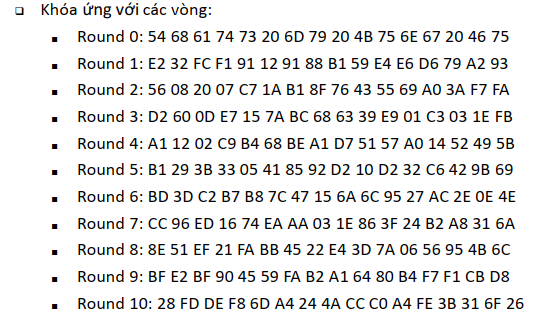 Khóa ứng với các vòng:
Round 0: 54 68 61 74 73 20 6D 79 20 4B 75 6E 67 20 46 75
Round 1: E2 32 FC F1 91 12 91 88 B1 59 E4 E6 D6 79 A2 93
Round 2: 56 08 20 07 C7 1A B1 8F 76 43 55 69 A0 3A F7 FA
Round 3: D2 60 0D E7 15 7A BC 68 63 39 E9 01 C3 03 1E FB
Round 4: A1 12 02 C9 B4 68 BE A1 D7 51 57 A0 14 52 49 5B
Round 5: B1 29 3B 33 05 41 85 92 D2 10 D2 32 C6 42 9B 69
Round 6: BD 3D C2 B7 B8 7C 47 15 6A 6C 95 27 AC 2E 0E 4E
Round 7: CC 96 ED 16 74 EA AA 03 1E 86 3F 24 B2 A8 31 6A
Round 8: 8E 51 EF 21 FA BB 45 22 E4 3D 7A 06 56 95 4B 6C
Round 9: BF E2 BF 90 45 59 FA B2 A1 64 80 B4 F7 F1 CB D8
Round 10: 28 FD DE F8 6D A4 24 4A CC C0 A4 FE 3B 31 6F 26